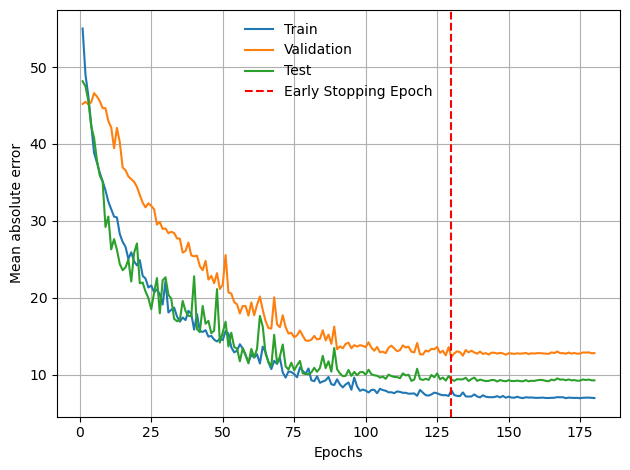 Train
Validation
Test
Early Stopping Epoch
Mean absolute error
50
40
30
20
10
0 25 50 75 100 125 150 175
Epochs